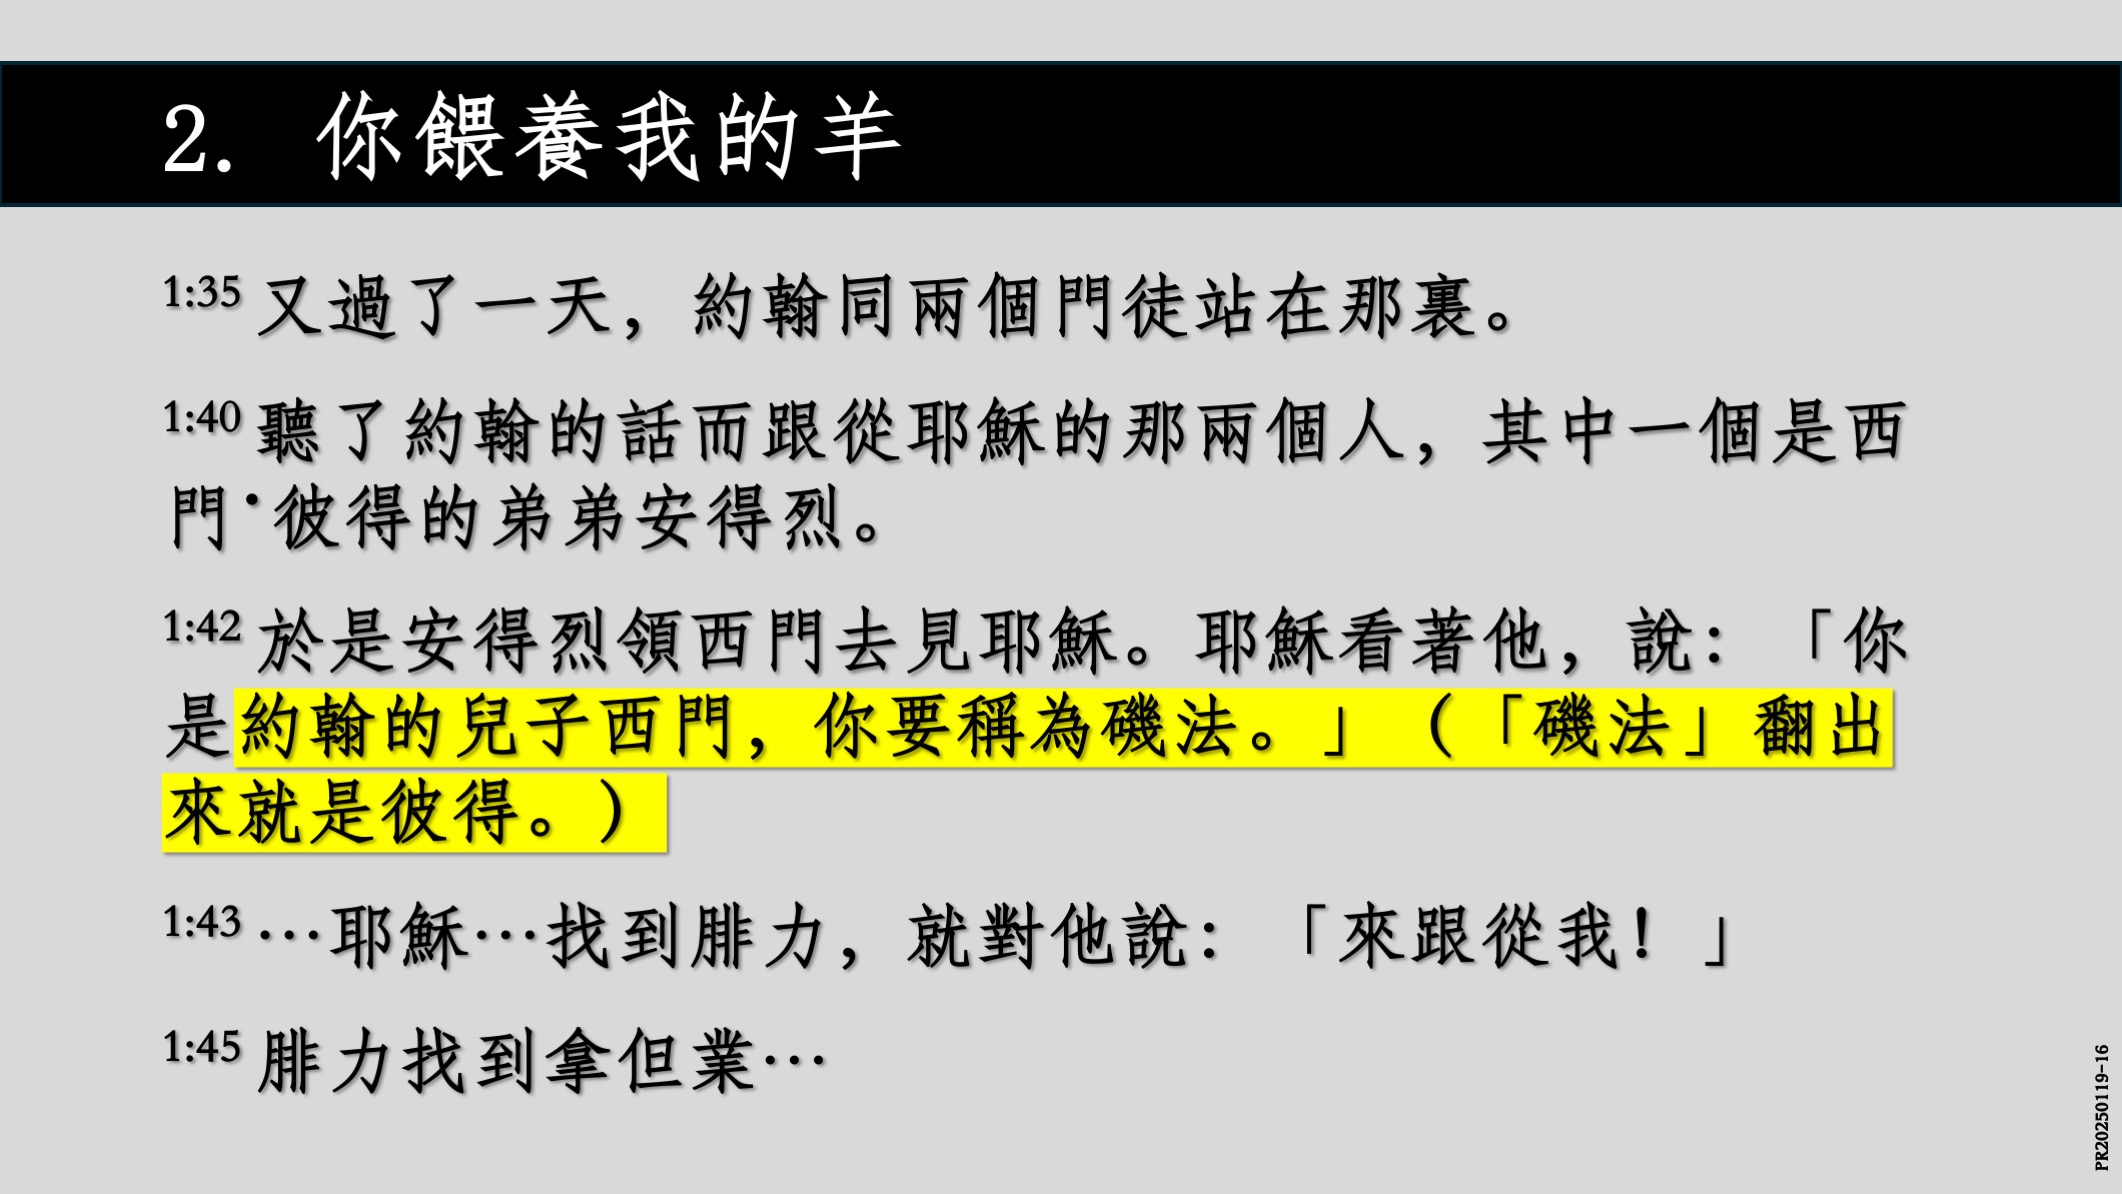 2. 你餵養我的羊
1:35 又過了一天，約翰同兩個門徒站在那裏。
1:40 聽了約翰的話而跟從耶穌的那兩個人，其中一個是西
門·彼得的弟弟安得烈。
1:42 於是安得烈領西門去見耶穌。耶穌看著他，說：「你
是約翰的兒子西門，你要稱為磯法。」（「磯法」翻出
來就是彼得。）
1:43 …耶穌…找到腓力，就對他說：「來跟從我！」
1:45 腓力找到拿但業…
PR20250119-16